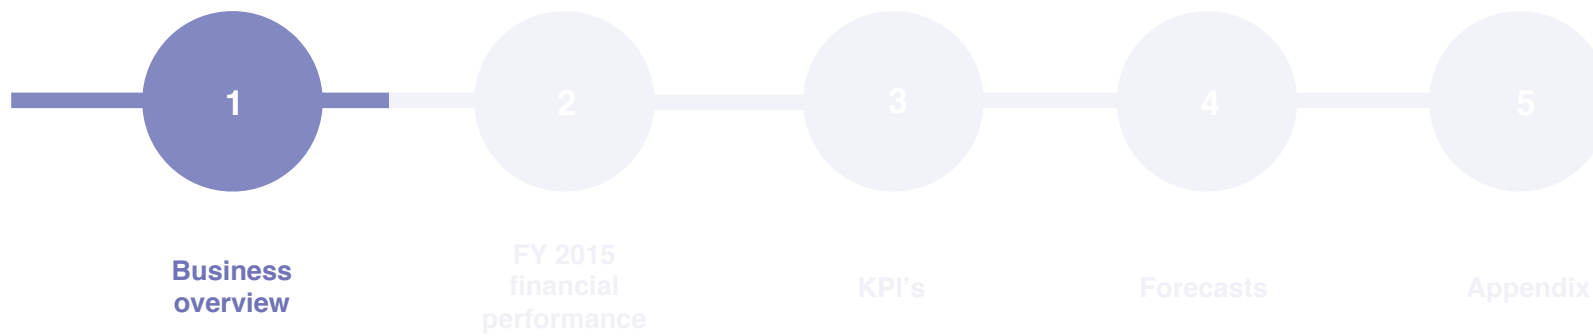 1
2
3
4
5
Business
overview
FY 2015
financial
performance
KPI's
Forecasts
Appendix